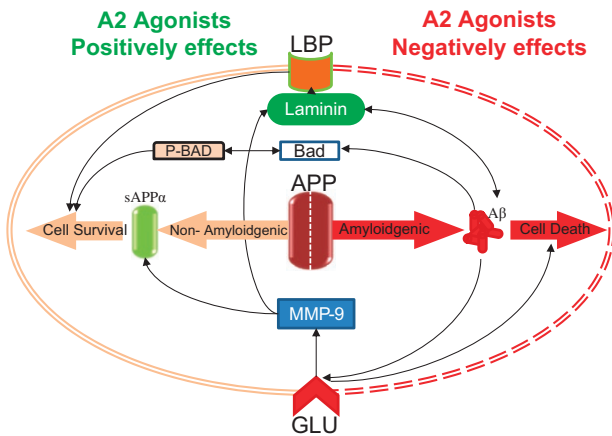 A2 Agonists
Positively effects
A2 Agonists
Negatively effects
LBP
Laminin
P-BAD
Bad
APP
sAPPα
Aβ
Cell Survival
Non- Amyloidgenic
Amyloidgenic
Cell Death
MMP-9
GLU